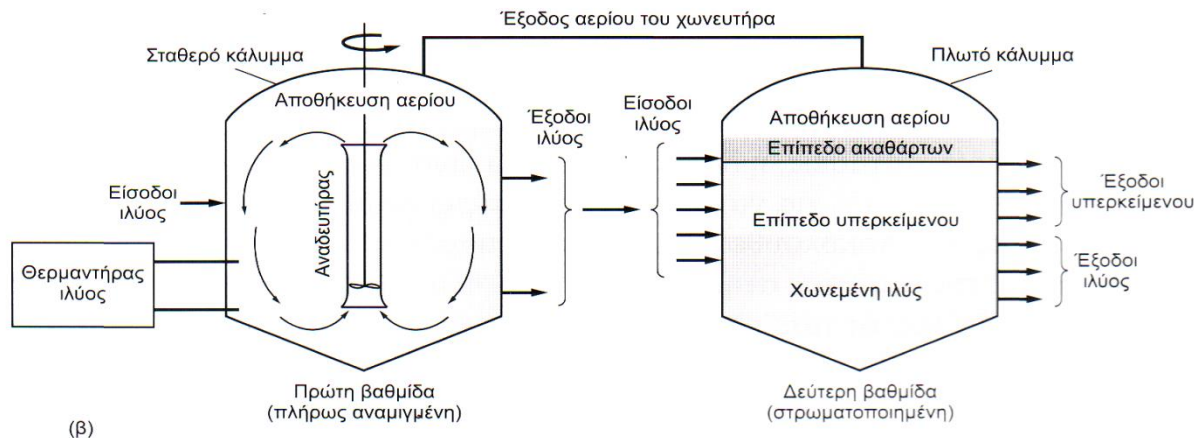 Έξοδος αερίου του χωνευτήρα
Σταθερό κάλυμμα
Πλωτό κάλυμμα
Αποθήκευση αερίου
Έξοδοι
ιλύος
Είσοδοι
ιλύος
Αποθήκευση αερίου
Επίπεδο ακαθάρτων
Είσοδοι
ιλύος
Αναδευτήρας
Επίπεδο υπερκείμενου
Έξοδοι
υπερκείμενου
Θερμαντήρας
ιλύος
Χωνεμένη ιλύς
Έξοδοι
ιλύος
Πρώτη βαθμίδα
(πλήρως αναμιγμένη)
Δεύτερη βαθμίδα
(στρωματοποιημένη)
(β)